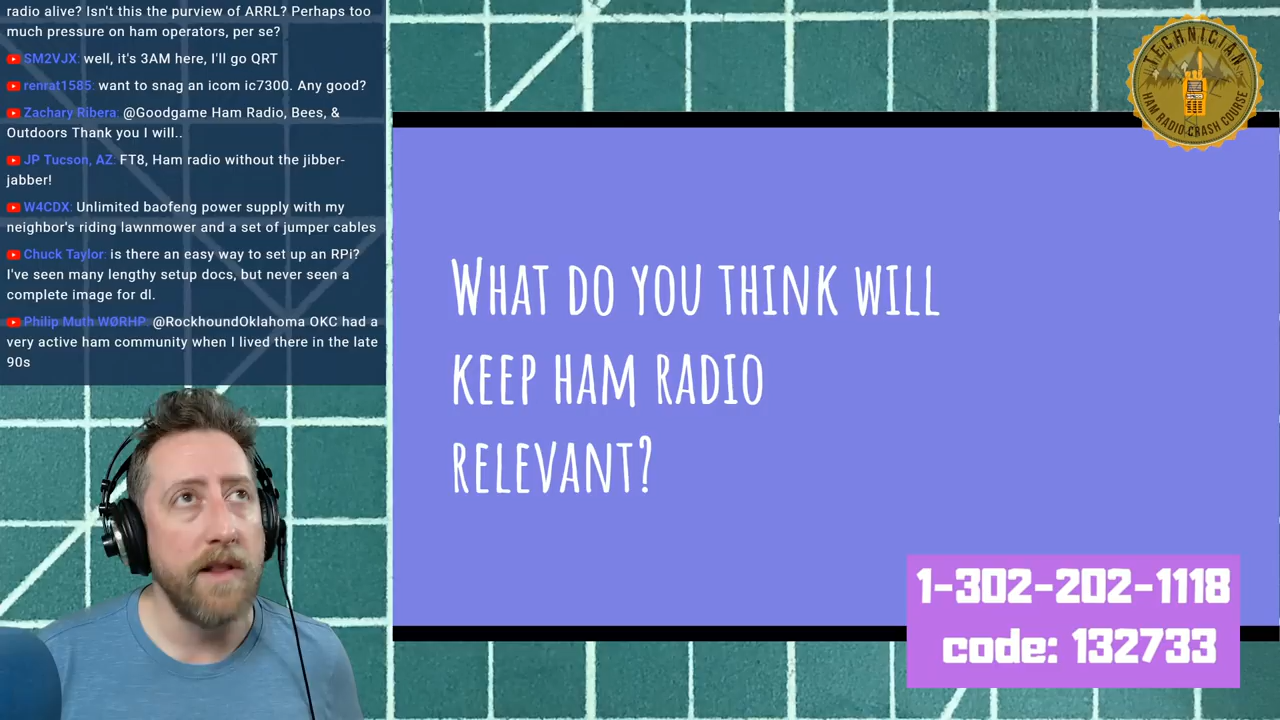 radio alive? Isn't this the purview of ARRL? Perhaps too
much pressure on ham operators, per se?
SM2VJX: well, it's 3AM here, I'll go QRT
renrat1585: want to snag an icom ic7300. Any good?
Zachary Ribera: @Goodgame Ham Radio, Bees, &
Outdoors Thank you I will..
JP Tucson, AZ: FT8, Ham radio without the jibber-
jabber!
W4CDX: Unlimited baofeng power supply with my
neighbor's riding lawnmower and a set of jumper cables
Chuck Taylor: is there an easy way to set up an RPi?
I've seen many lengthy setup docs, but never seen a
complete image for dl.
Philip Muth WØRHP: @RockhoundOklahoma OKC had a
very active ham community when I lived there in the late
90s
TECHNICIAN
HAM RADIO CRASH COURSE
WHAT DO YOU THINK WILL
KEEP HAM RADIO
RELEVANT?
1-302-202-1118
code: 132733